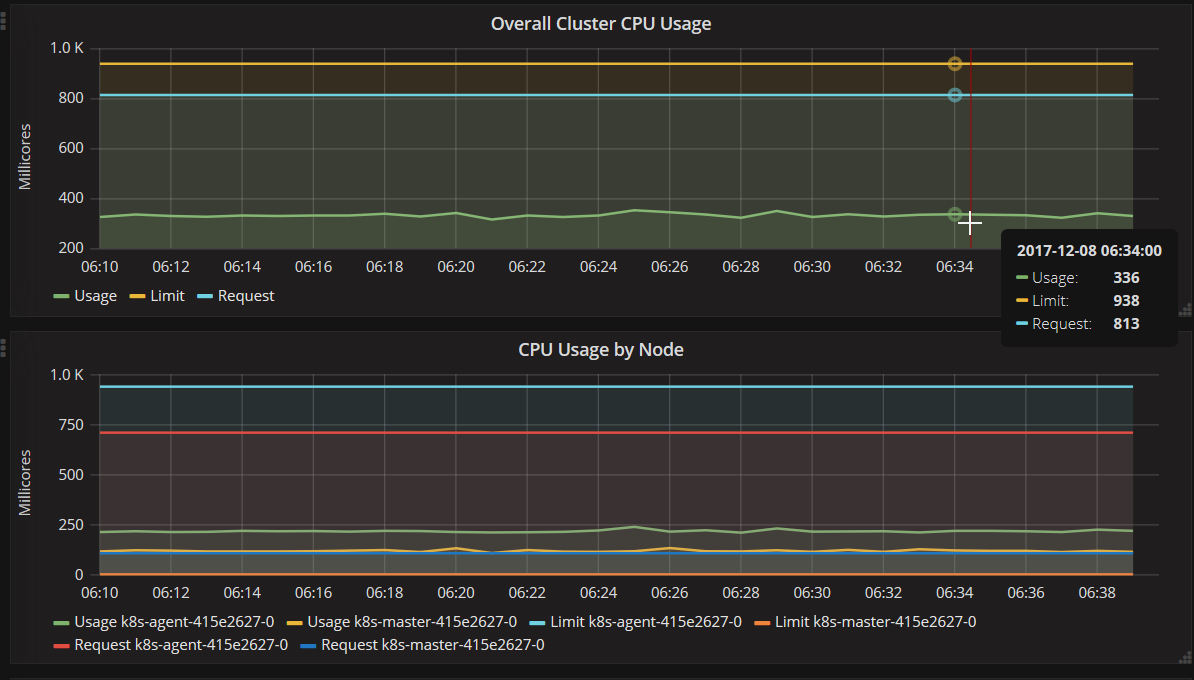 Overall Cluster CPU Usage
1.0 K
800
600
400
200
Millicores
06:10 06:12 06:14 06:16 06:18 06:20 06:22 06:24 06:26 06:28 06:30 06:32 06:34
Usage Limit Request
2017-12-08 06:34:00
Usage: 336
Limit: 938
Request: 813
CPU Usage by Node
1.0 K
750
500
250
0
Millicores
06:10 06:12 06:14 06:16 06:18 06:20 06:22 06:24 06:26 06:28 06:30 06:32 06:34 06:36 06:38
Usage k8s-agent-415e2627-0 Usage k8s-master-415e2627-0 Limit k8s-agent-415e2627-0 Limit k8s-master-415e2627-0
Request k8s-agent-415e2627-0 Request k8s-master-415e2627-0